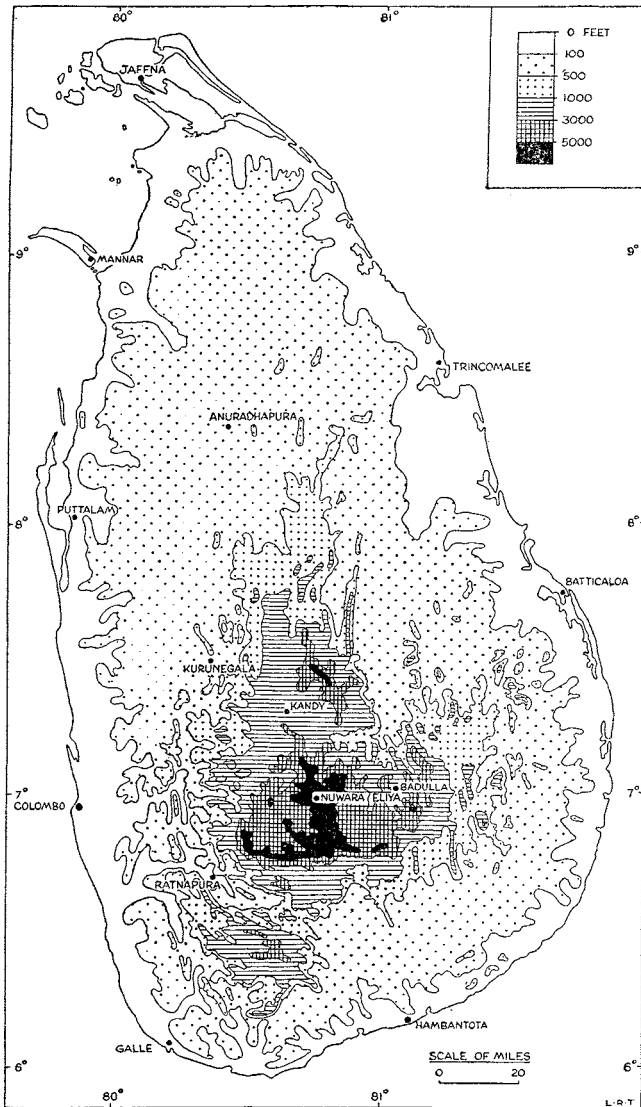 80°
81°
0 FEET
100
500
1000
3000
5000
JAFFNA
9°
9°
MANNAR
TRINCOMALEE
ANURADHAPURA
8°
8°
PUTTALAM
BATTICALOA
KURUNEGALA
KANDY
7°
7°
BADULLA
NUWARA ELIYA
COLOMBO
RATNAPURA
HAMBANTOTA
GALLE
SCALE OF MILES
0 20
6°
6°
80°
81°
L·R·T